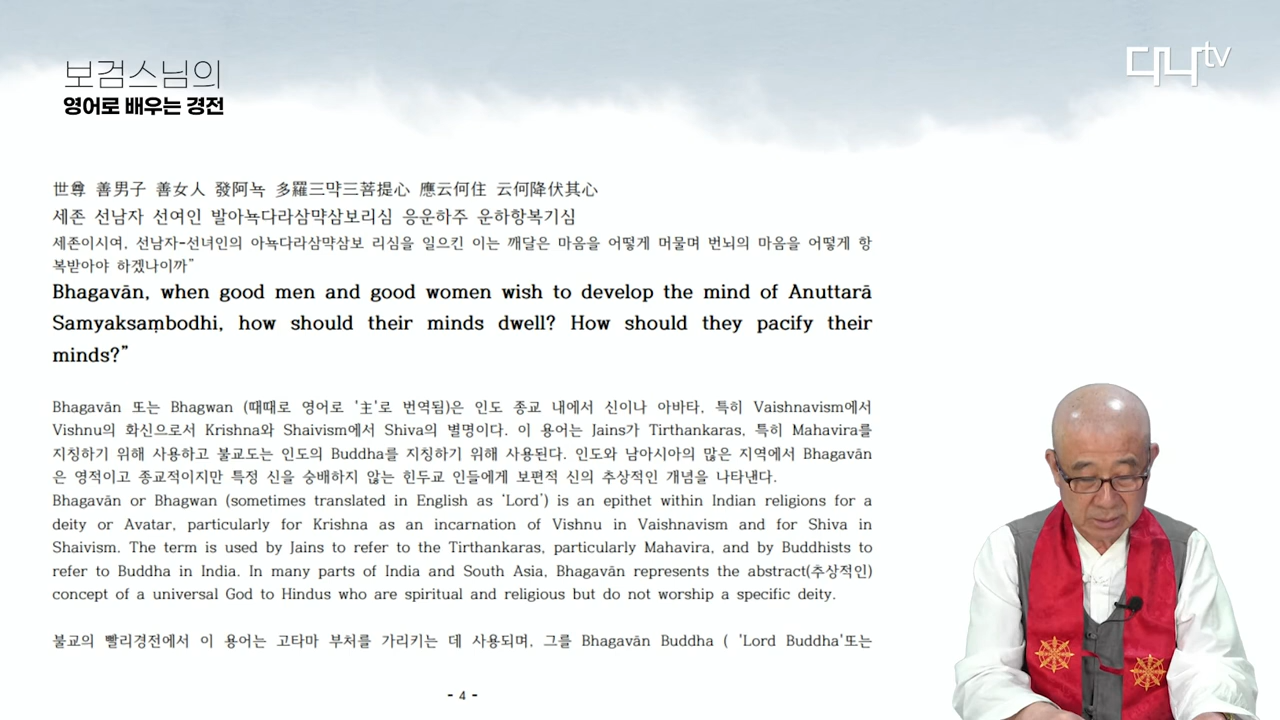 보검스님의
영어로 배우는 경전
다나tv
世尊 善男子 善女人 發阿눅 多羅三먁三菩提心 應云何住 云何降伏其心
세존 선남자 선여인 발아뇩다라삼먁삼보리심 응운하주 운하항복기심
세존이시여, 선남자-선녀인의 아뇩다라삼먁삼보 리심을 일으킨 이는 깨달은 마음을 어떻게 머물며 번뇌의 마음을 어떻게 항
복받아야 하겠나이까”
Bhagavān, when good men and good women wish to develop the mind of Anuttarā
Samyaksaṃbodhi, how should their minds dwell? How should they pacify their
minds?”
Bhagavān 또는 Bhagwan (때때로 영어로 '主'로 번역됨)은 인도 종교 내에서 신이나 아바타, 특히 Vaishnavism에서
Vishnu의 화신으로서 Krishna와 Shaivism에서 Shiva의 별명이다. 이 용어는 Jains가 Tirthankaras, 특히 Mahavira를
지칭하기 위해 사용하고 불교도는 인도의 Buddha를 지칭하기 위해 사용된다. 인도와 남아시아의 많은 지역에서 Bhagavān
은 영적이고 종교적이지만 특정 신을 숭배하지 않는 힌두교 인들에게 보편적 신의 추상적인 개념을 나타낸다.
Bhagavān or Bhagwan (sometimes translated in English as 'Lord') is an epithet within Indian religions for a
deity or Avatar, particularly for Krishna as an incarnation of Vishnu in Vaishnavism and for Shiva in
Shaivism. The term is used by Jains to refer to the Tirthankaras, particularly Mahavira, and by Buddhists to
refer to Buddha in India. In many parts of India and South Asia, Bhagavān represents the abstract(추상적인)
concept of a universal God to Hindus who are spiritual and religious but do not worship a specific deity.
불교의 빨리경전에서 이 용어는 고타마 부처를 가리키는 데 사용되며, 그를 Bhagavān Buddha ( 'Lord Buddha'또는
- 4 -